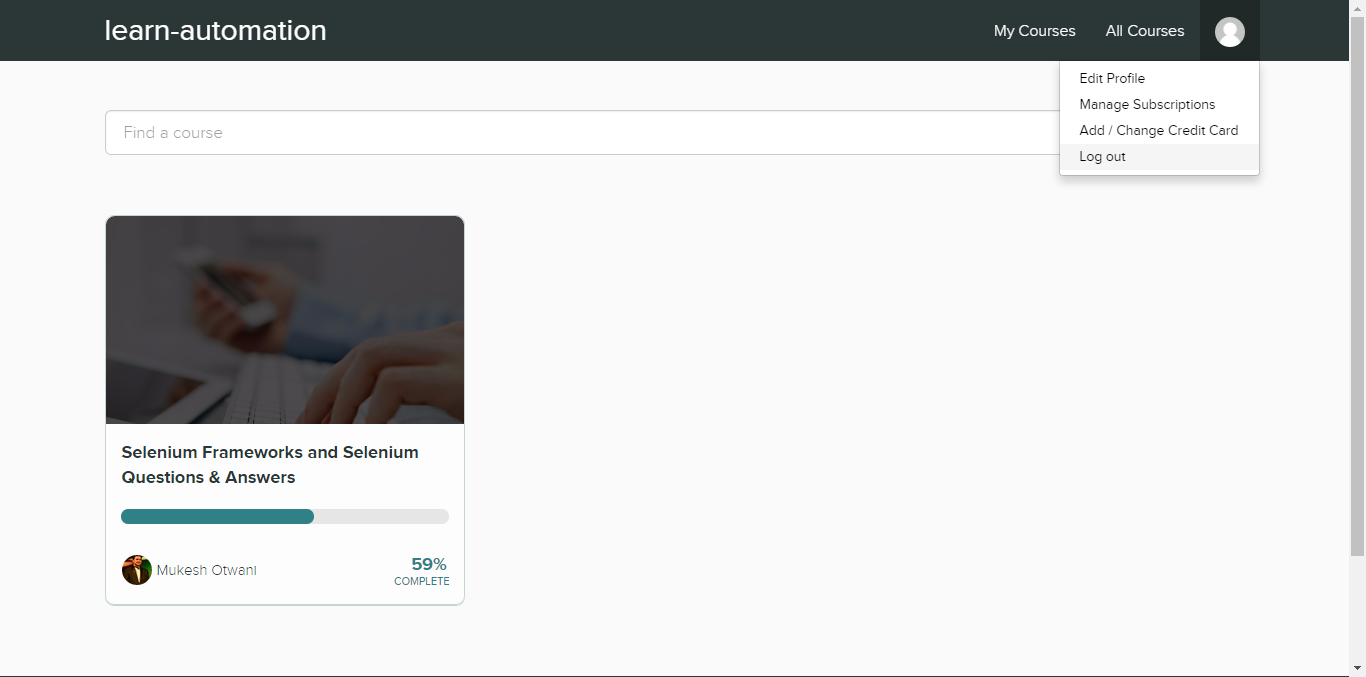 learn-automation
My Courses
All Courses
Edit Profile
Manage Subscriptions
Add / Change Credit Card
Log out
Find a course
Selenium Frameworks and Selenium
Questions & Answers
Mukesh Otwani
59%
COMPLETE